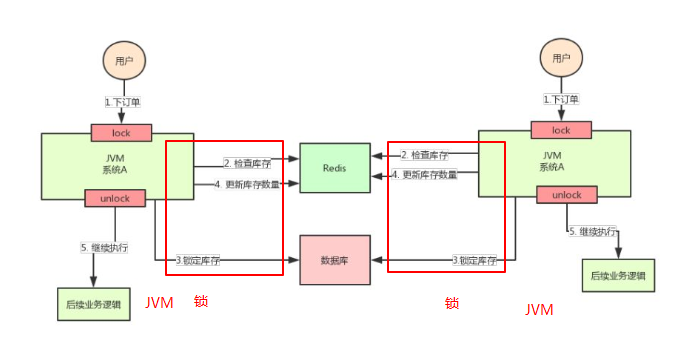 用户
1.下订单
lock
JVM
系统A
unlock
2. 检查库存
4. 更新库存数量
3.锁定库存
5. 继续执行
后续业务逻辑
JVM 锁
Redis
数据库
用户
1.下订单
lock
JVM
系统A
unlock
2. 检查库存
4. 更新库存数量
3.锁定库存
5. 继续执行
后续业务逻辑
锁 JVM